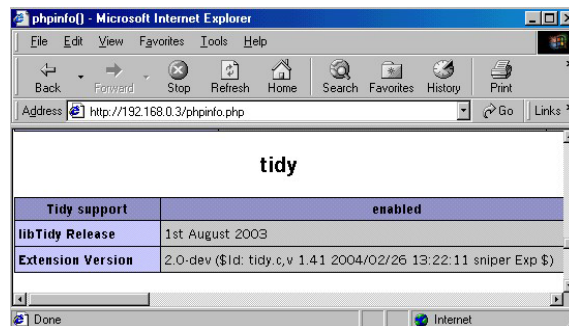 phpinfo() - Microsoft Internet Explorer
File Edit View Favorites Tools Help
Back Forward Stop Refresh Home Search Favorites History Print
Address http://192.168.0.3/phpinfo.php Go Links
tidy
Tidy support enabled
libTidy Release 1st August 2003
Extension Version 2.0-dev ($Id: tidy.c,v 1.41 2004/02/26 13:22:11 sniper Exp $)
Done Internet